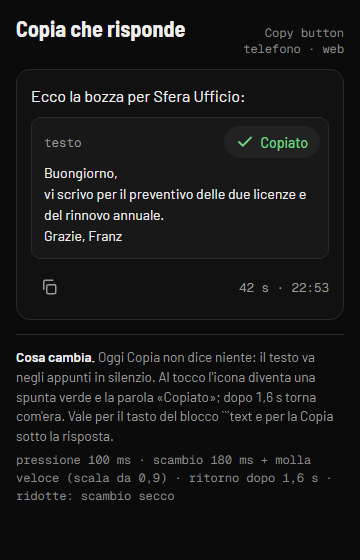 Copia che risponde
Copy button
telefono · web
Ecco la bozza per Sfera Ufficio:
testo
Copiato
Buongiorno,
vi scrivo per il preventivo delle due licenze e
del rinnovo annuale.
Grazie, Franz
42 s · 22:53
Cosa cambia. Oggi Copia non dice niente: il testo va
negli appunti in silenzio. Al tocco l'icona diventa una
spunta verde e la parola «Copiato»; dopo 1,6 s torna
com'era. Vale per il tasto del blocco ```text e per la Copia
sotto la risposta.
pressione 100 ms · scambio 180 ms + molla
veloce (scala da 0,9) · ritorno dopo 1,6 s ·
ridotte: scambio secco